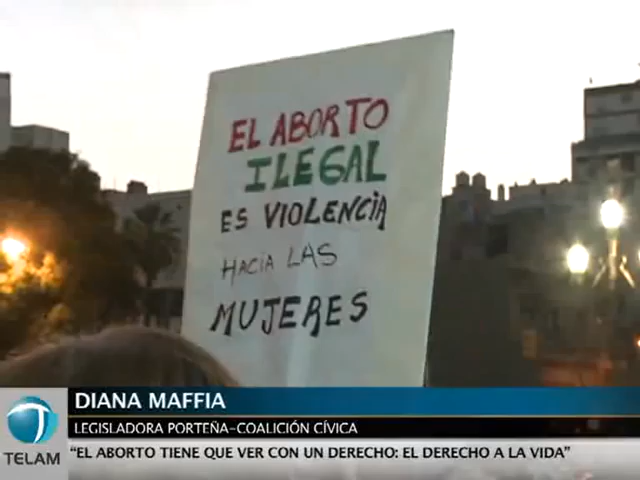 EL ABORTO
ILEGAL
ES VIOLENCIA
HACIA LAS
MUJERES
DIANA MAFFIA
LEGISLADORA PORTEÑA-COALICIÓN CÍVICA
TELAM
"EL ABORTO TIENE QUE VER CON UN DERECHO: EL DERECHO A LA VIDA"